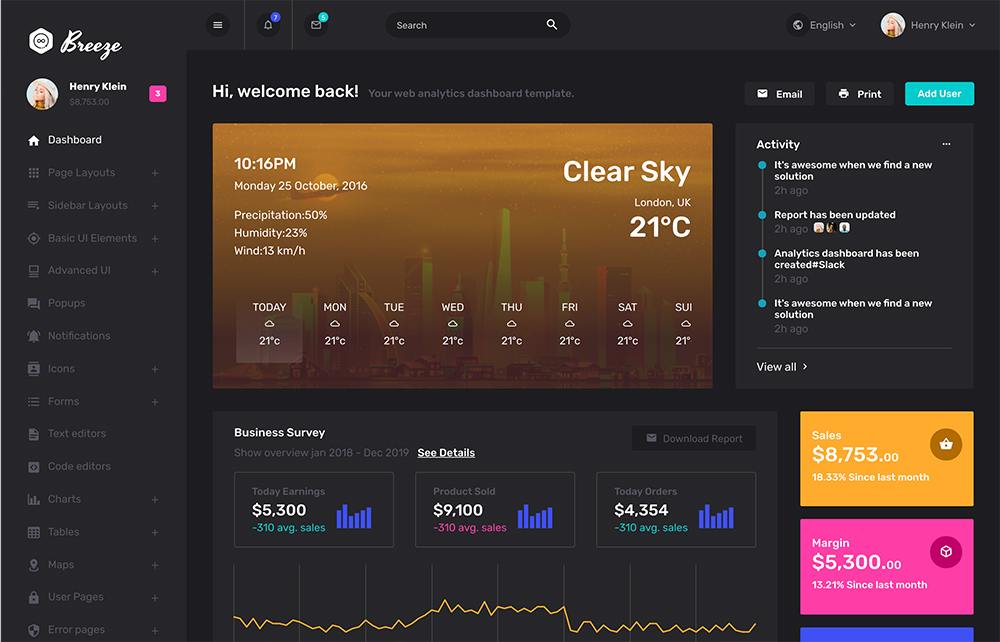 Breeze
Henry Klein
$8,753.00
3
Dashboard
Page Layouts
Sidebar Layouts
Basic UI Elements
Advanced UI
Popups
Notifications
Icons
Forms
Text editors
Code editors
Charts
Tables
Maps
User Pages
Error pages
7
5
Search
English
Henry Klein
Hi, welcome back! Your web analytics dashboard template.
Email
Print
Add User
10:16PM
Monday 25 October, 2016
Precipitation:50%
Humidity:23%
Wind:13 km/h
Clear Sky
London, UK
21°C
TODAY MON TUE WED THU FRI SAT SUI
21°c 21°c 21°c 21°c 21°c 21°c 21°c 21°
Activity
It's awesome when we find a new
solution
2h ago
Report has been updated
2h ago
Analytics dashboard has been
created#Slack
2h ago
It's awesome when we find a new
solution
2h ago
View all
Business Survey
Show overview jan 2018 - Dec 2019 See Details
Download Report
Today Earnings
$5,300
-310 avg. sales
Product Sold
$9,100
-310 avg. sales
Today Orders
$4,354
-310 avg. sales
Sales
$8,753.00
18.33% Since last month
Margin
$5,300.00
13.21% Since last month